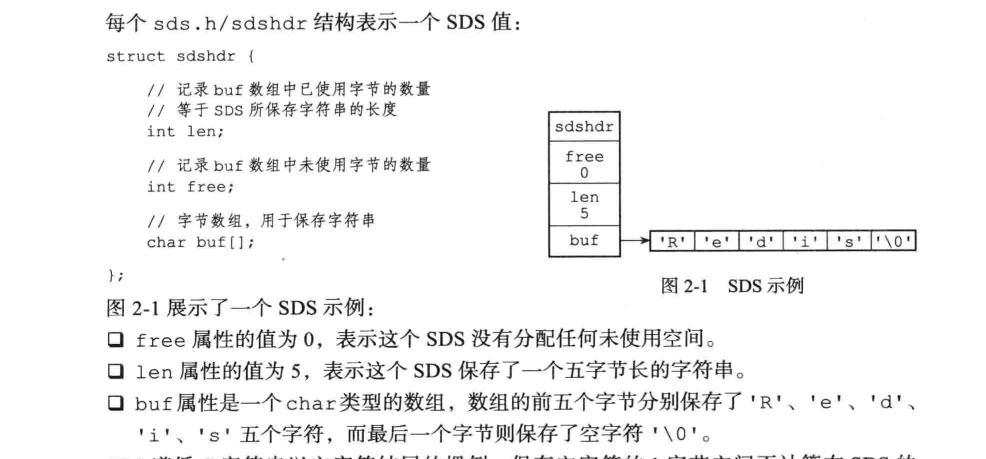 每个 sds.h/sdshdr 结构表示一个 SDS 值：
struct sdshdr {
// 记录 buf 数组中已使用字节的数量
// 等于 SDS 所保存字符串的长度
int len;
// 记录 buf 数组中未使用字节的数量
int free;
// 字节数组，用于保存字符串
char buf[];
};
sdshdr
free
0
len
5
buf
'R' 'e' 'd' 'i' 's' '\0'
图 2-1 SDS 示例
图 2-1 展示了一个 SDS 示例：
❑ free 属性的值为 0，表示这个 SDS 没有分配任何未使用空间。
❑ len 属性的值为 5，表示这个 SDS 保存了一个五字节长的字符串。
❑ buf 属性是一个 char 类型的数组，数组的前五个字节分别保存了 'R'、'e'、'd'、
'i'、's' 五个字符，而最后一个字节则保存了空字符 '\0'。